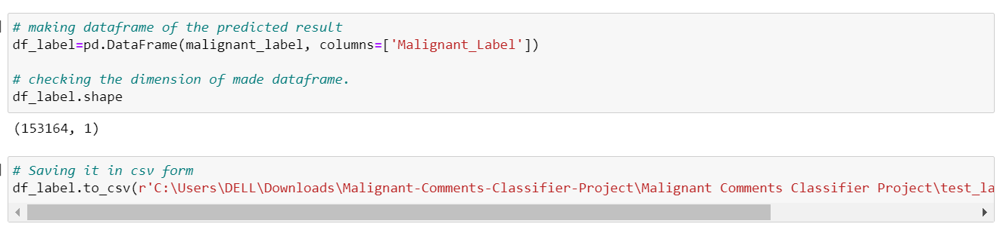 # making dataframe of the predicted result
df_label=pd.DataFrame(malignant_label, columns=['Malignant_Label'])
# checking the dimension of made dataframe.
df_label.shape
(153164, 1)
# Saving it in csv form
df_label.to_csv(r'C:\Users\DELL\Downloads\Malignant-Comments-Classifier-Project\Malignant Comments Classifier Project\test_la